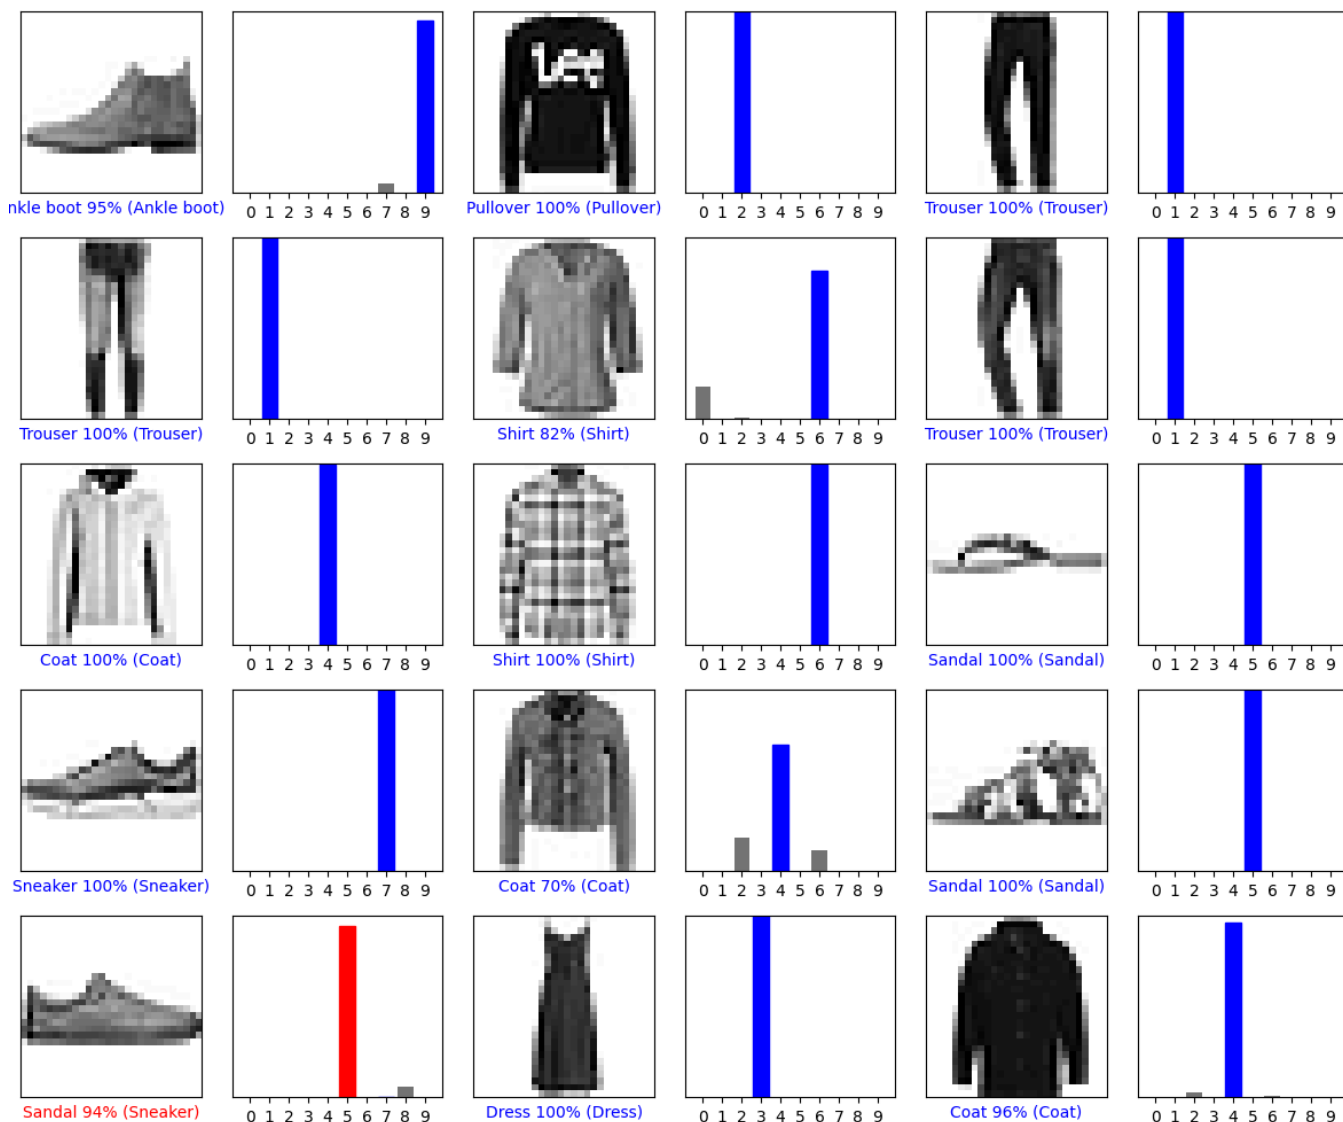 0 1 2 3 4 5 6 7 8 9
0 1 2 3 4 5 6 7 8 9
0 1 2 3 4 5 6 7 8 9
nkle boot 95% (Ankle boot)
Pullover 100% (Pullover)
Trouser 100% (Trouser)
0 1 2 3 4 5 6 7 8 9
0 1 2 3 4 5 6 7 8 9
0 1 2 3 4 5 6 7 8 9
Trouser 100% (Trouser)
Shirt 82% (Shirt)
Trouser 100% (Trouser)
0 1 2 3 4 5 6 7 8 9
0 1 2 3 4 5 6 7 8 9
0 1 2 3 4 5 6 7 8 9
Coat 100% (Coat)
Shirt 100% (Shirt)
Sandal 100% (Sandal)
0 1 2 3 4 5 6 7 8 9
0 1 2 3 4 5 6 7 8 9
0 1 2 3 4 5 6 7 8 9
Sneaker 100% (Sneaker)
Coat 70% (Coat)
Sandal 100% (Sandal)
0 1 2 3 4 5 6 7 8 9
0 1 2 3 4 5 6 7 8 9
0 1 2 3 4 5 6 7 8 9
Sandal 94% (Sneaker)
Dress 100% (Dress)
Coat 96% (Coat)